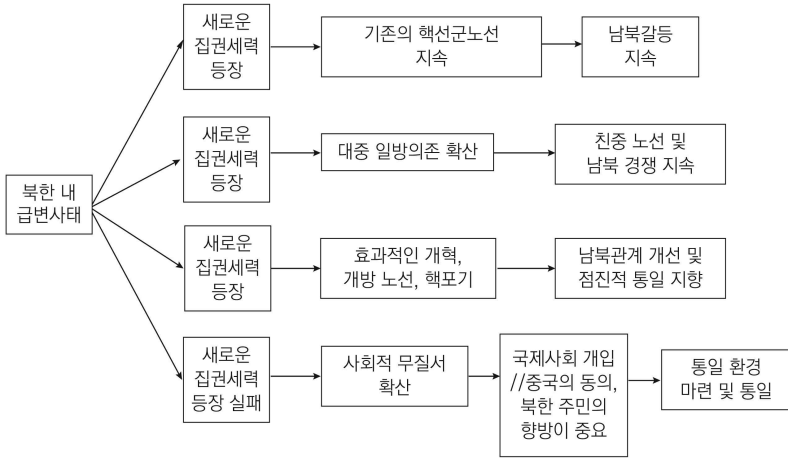 새로운
집권세력
등장
기존의 핵선군노선
지속
남북갈등
지속
새로운
집권세력
등장
대중 일방의존 확산
친중 노선 및
남북 경쟁 지속
북한 내
급변사태
새로운
집권세력
등장
효과적인 개혁,
개방 노선, 핵포기
남북관계 개선 및
점진적 통일 지향
새로운
집권세력
등장 실패
사회적 무질서
확산
국제사회 개입
//중국의 동의,
북한 주민의
향방이 중요
통일 환경
마련 및 통일